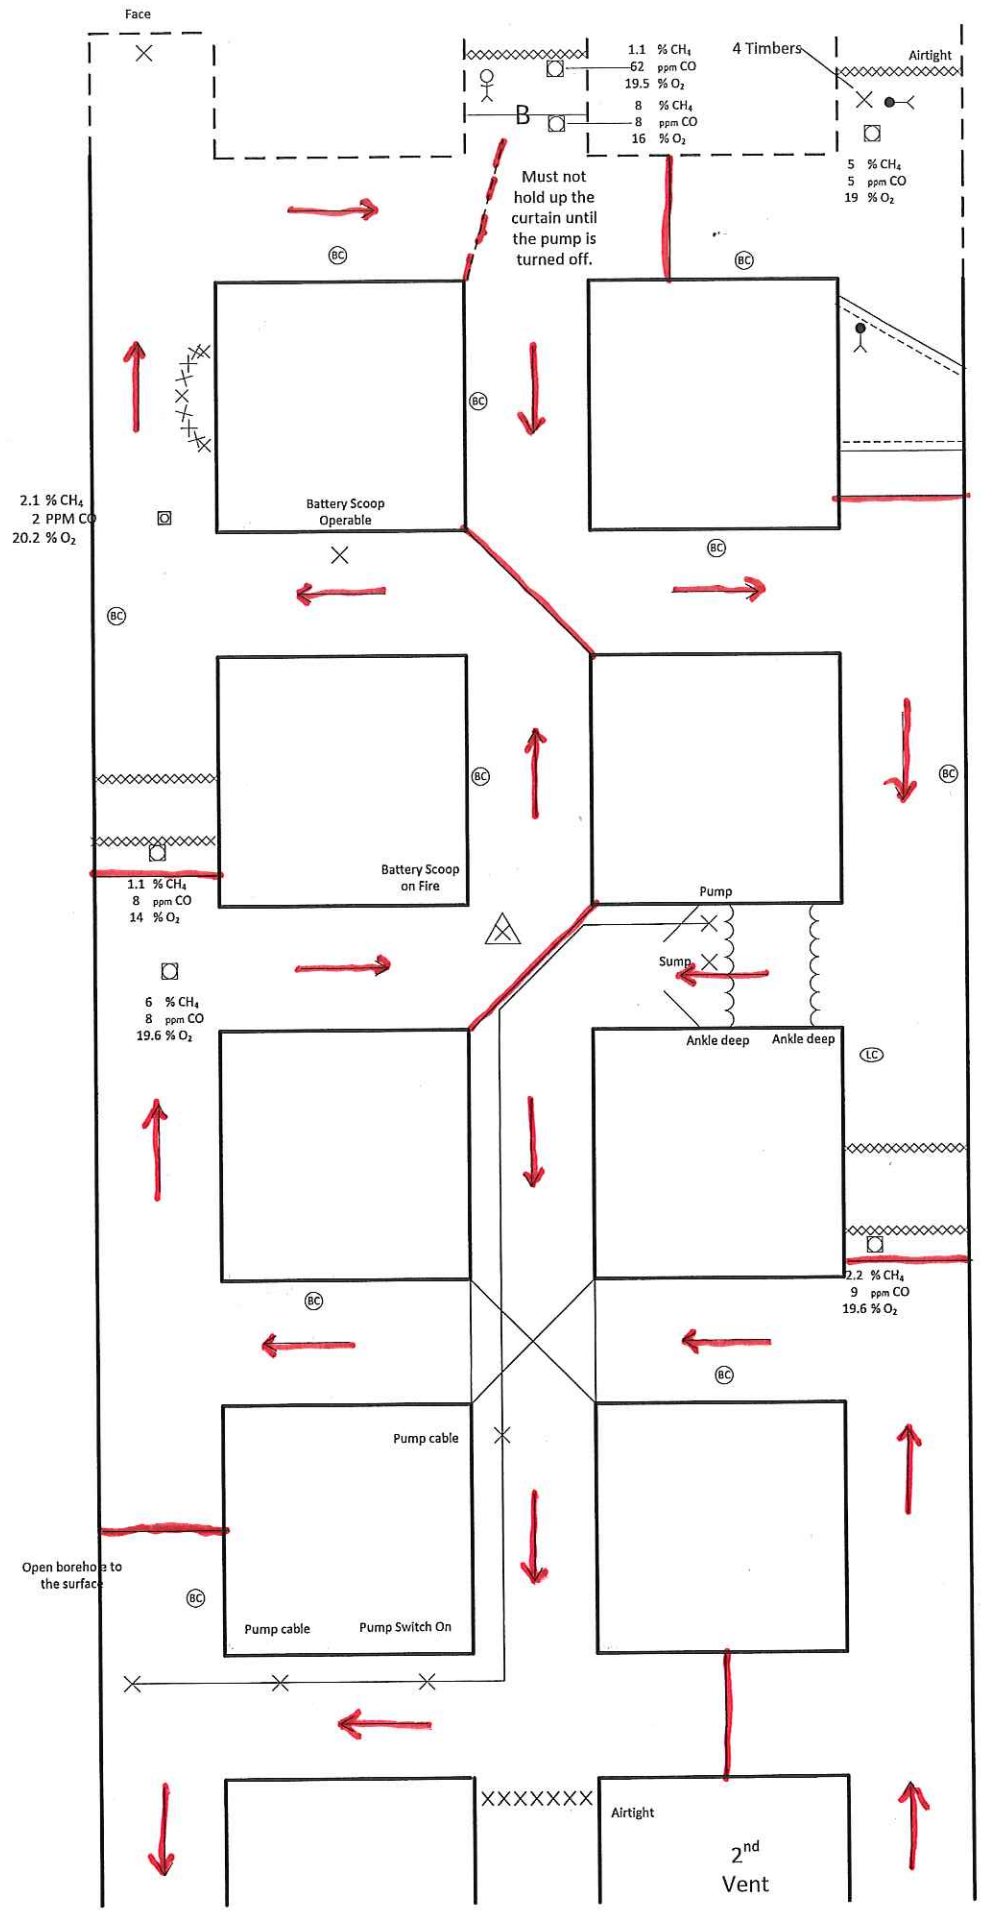 Face
1.1 % CH₄
62 ppm CO
19.5 % O₂
4 Timbers
Airtight
B
8 % CH₄
8 ppm CO
16 % O₂
5 % CH₄
5 ppm CO
19 % O₂
Must not
hold up the
curtain until
the pump is
turned off.
BC
BC
BC
2.1 % CH₄
2 PPM CO
20.2 % O₂
Battery Scoop
Operable
BC
BC
BC
BC
Battery Scoop
on Fire
1.1 % CH₄
8 ppm CO
14 % O₂
Pump
Sump
6 % CH₄
8 ppm CO
19.6 % O₂
Ankle deep
Ankle deep
LC
2.2 % CH₄
9 ppm CO
19.6 % O₂
BC
BC
Pump cable
Open borehole to
the surface
BC
Pump cable
Pump Switch On
Airtight
2nd
Vent